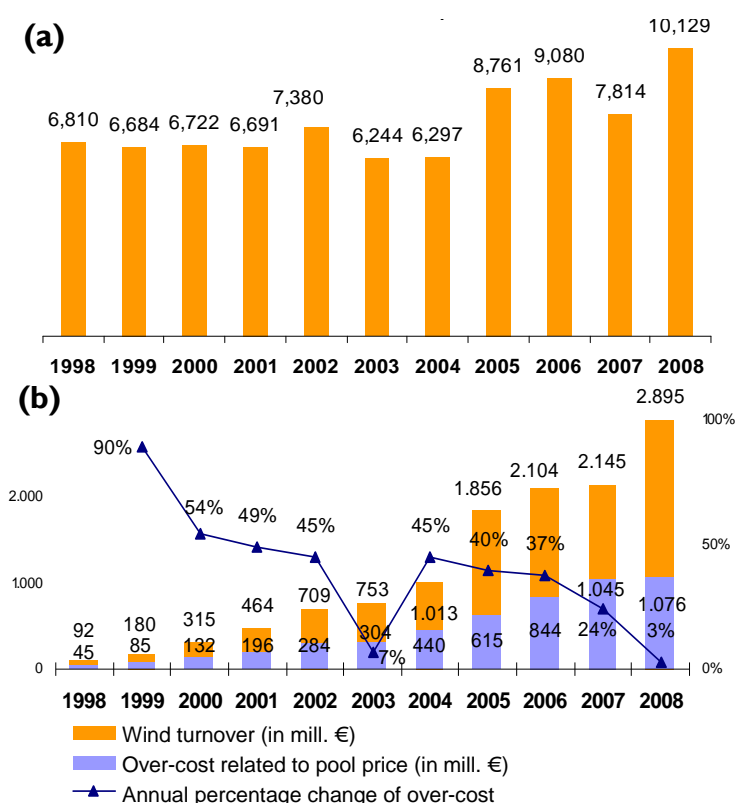 (a)
6,810 6,684 6,722 6,691 7,380 6,244 6,297 8,761 9,080 7,814 10,129
1998 1999 2000 2001 2002 2003 2004 2005 2006 2007 2008
(b)
2.895
100%
90%
2.104 2.145
1.856
2.000
54% 49% 45% 45% 40% 37%
50%
1000
92 180 315 464 709 753 1.013 1.045 1.076
45 85 132 196 284 304 440 615 844 24% 3%
7%
0 0%
1998 1999 2000 2001 2002 2003 2004 2005 2006 2007 2008
Wind turnover (in mill. €)
Over-cost related to pool price (in mill. €)
Annual percentage change of over-cost